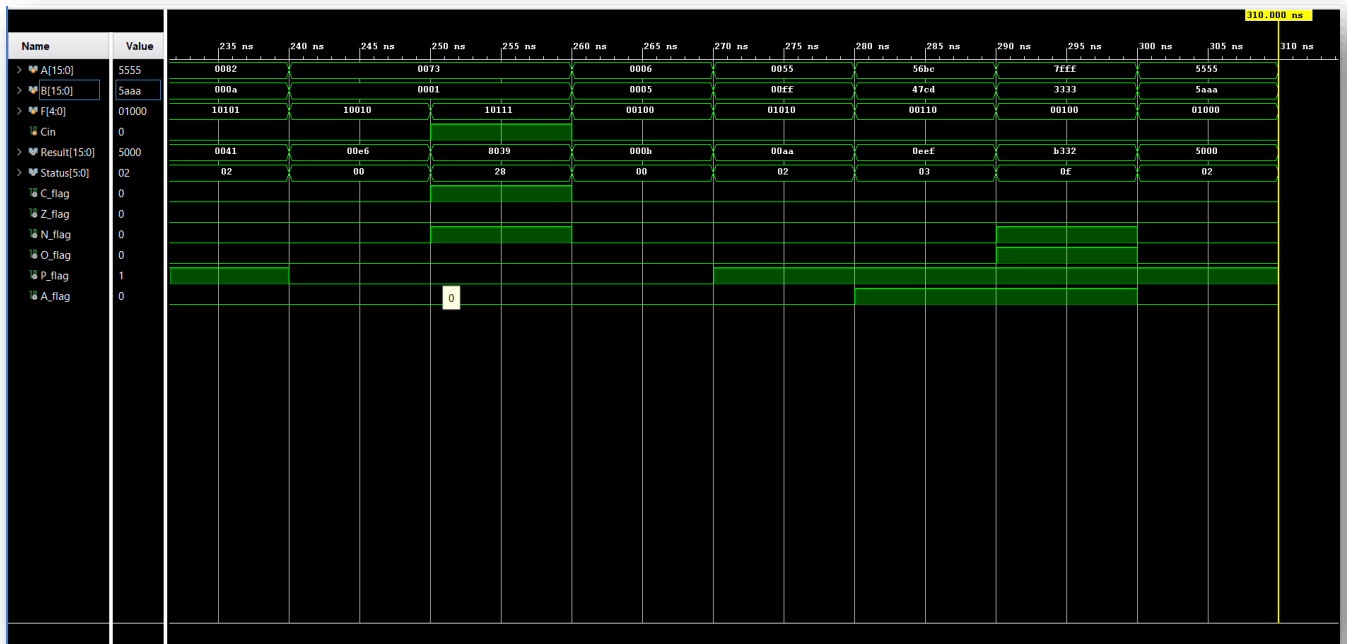 310.000 ns
Name Value
235 ns 240 ns 245 ns 250 ns 255 ns 260 ns 265 ns 270 ns 275 ns 280 ns 285 ns 290 ns 295 ns 300 ns 305 ns 310 ns
A[15:0] 5555 0082 0073 0006 0055 56bc 7fff 5555
B[15:0] 5aaa 000a 0001 0005 00ff 47cd 3333 5aaa
F[4:0] 01000 10101 10010 10111 00100 01010 00110 00100 01000
Cin 0
Result[15:0] 5000 0041 00e6 8039 000b 00aa 0eef b332 5000
Status[5:0] 02 02 00 28 00 02 03 0f 02
C_flag 0
Z_flag 0
N_flag 0
O_flag 0
P_flag 1
A_flag 0
0